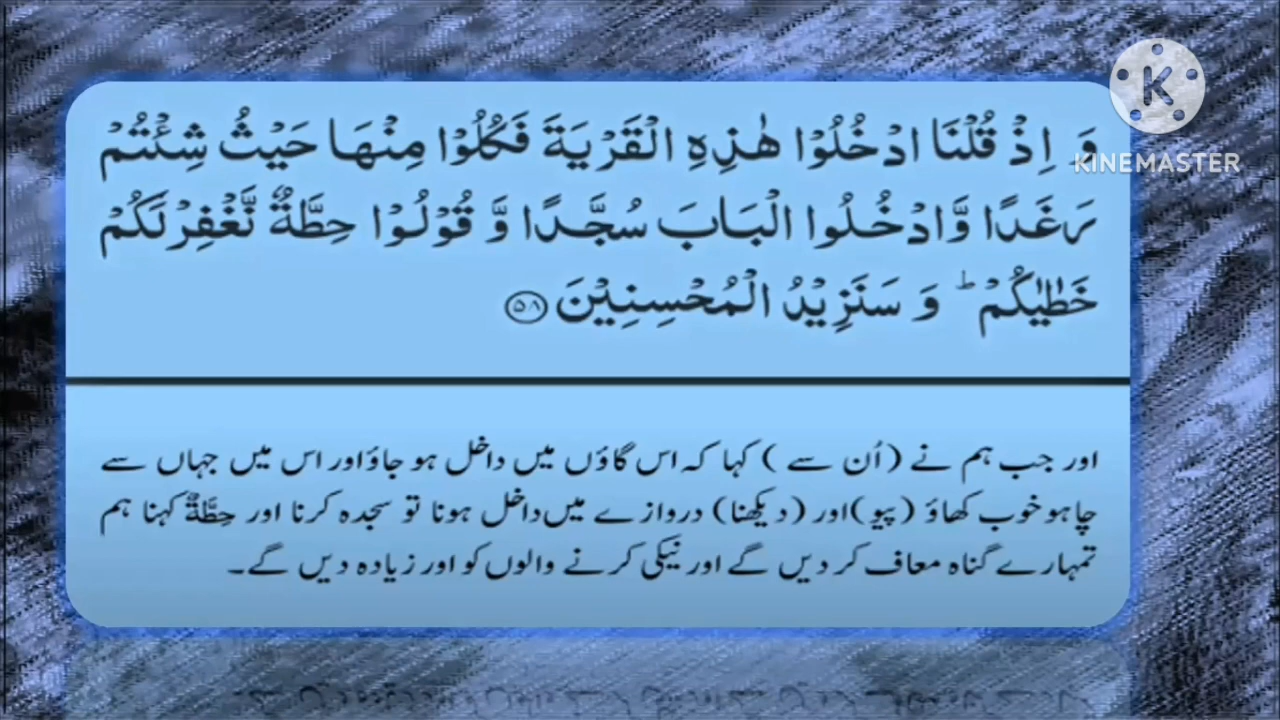 وَ اِذْ قُلْنَا ادْخُلُوْا هٰذِهِ الْقَرْيَةَ فَكُلُوْا مِنْهَا حَيْثُ شِئْتُمْ
رَغَدًا وَّادْخُلُوا الْبَابَ سُجَّدًا وَّ قُوْلُوْا حِطَّةٌ نَّغْفِرْ لَكُمْ
خَطٰيٰكُمْ ؕ وَ سَنَزِيْدُ الْمُحْسِنِيْنَ ﴿۵۸﴾
KINEMASTER
اور جب ہم نے (اُن سے) کہا کہ اس گاؤں میں داخل ہو جاؤ اور اس میں جہاں سے
چاہو خوب کھاؤ (پیو) اور (دیکھنا) دروازے میں داخل ہونا تو سجدہ کرنا اور حِطَّةٌ کہنا ہم
تمہارے گناہ معاف کر دیں گے اور نیکی کرنے والوں کو اور زیادہ دیں گے۔